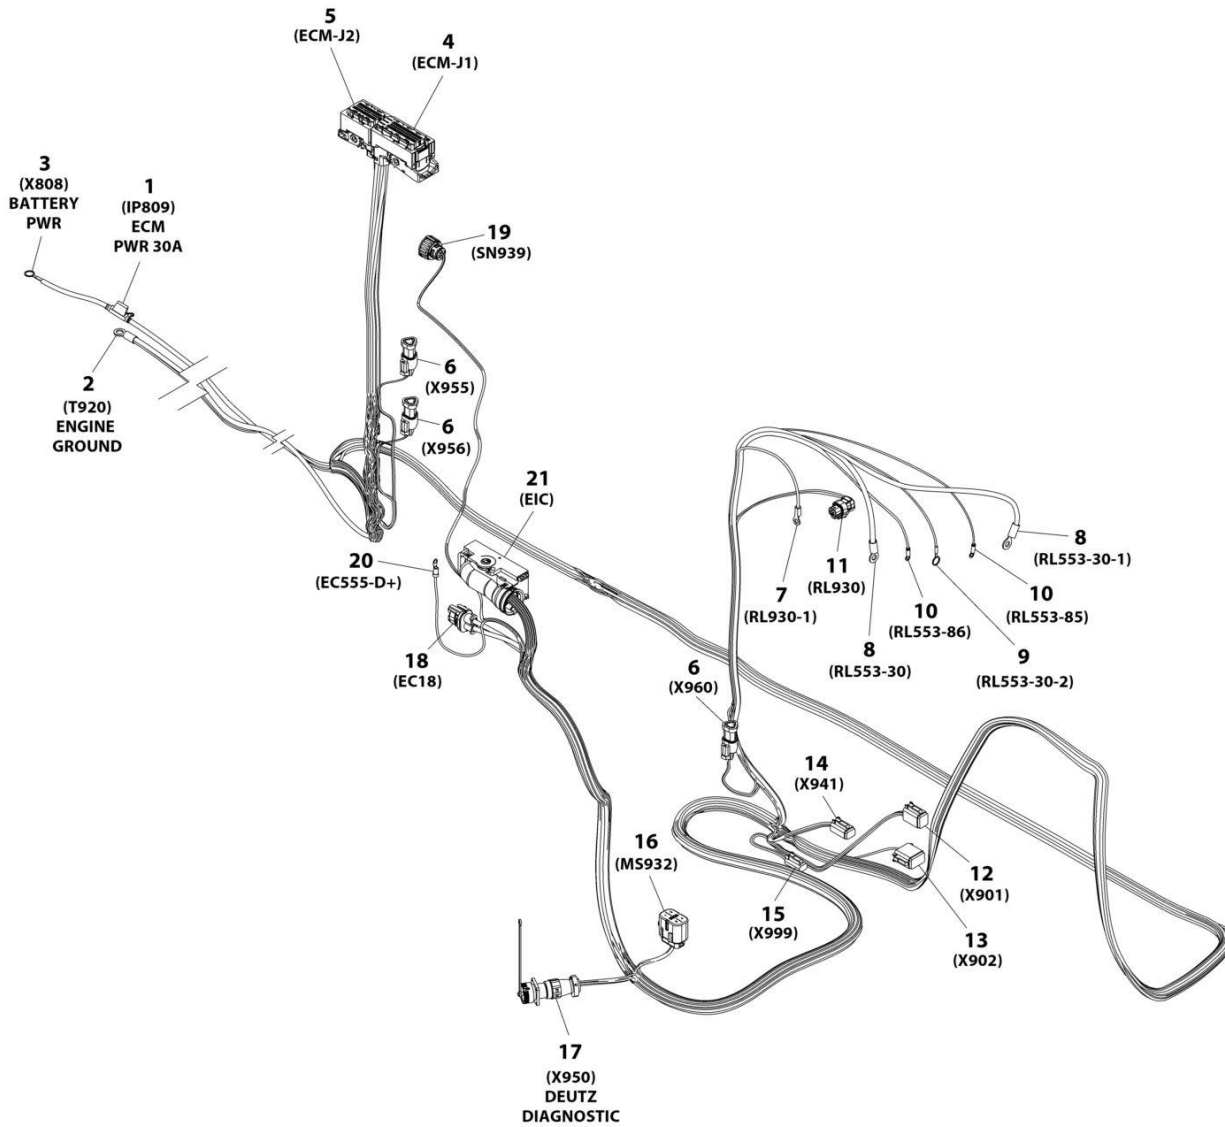 5
(ECM-J2)
4
(ECM-J1)
3
(X808)
BATTERY
PWR
1
(IP809)
ECM
PWR 30A
19
(SN939)
2
(T920)
ENGINE
GROUND
6
(X955)
6
(X956)
21
(EIC)
20
(EC555-D+)
18
(EC18)
7
(RL930-1)
11
(RL930)
8
(RL553-30)
10
(RL553-86)
9
(RL553-30-2)
10
(RL553-85)
8
(RL553-30-1)
6
(X960)
14
(X941)
12
(X901)
13
(X902)
15
(X999)
16
(MS932)
17
(X950)
DEUTZ
DIAGNOSTIC